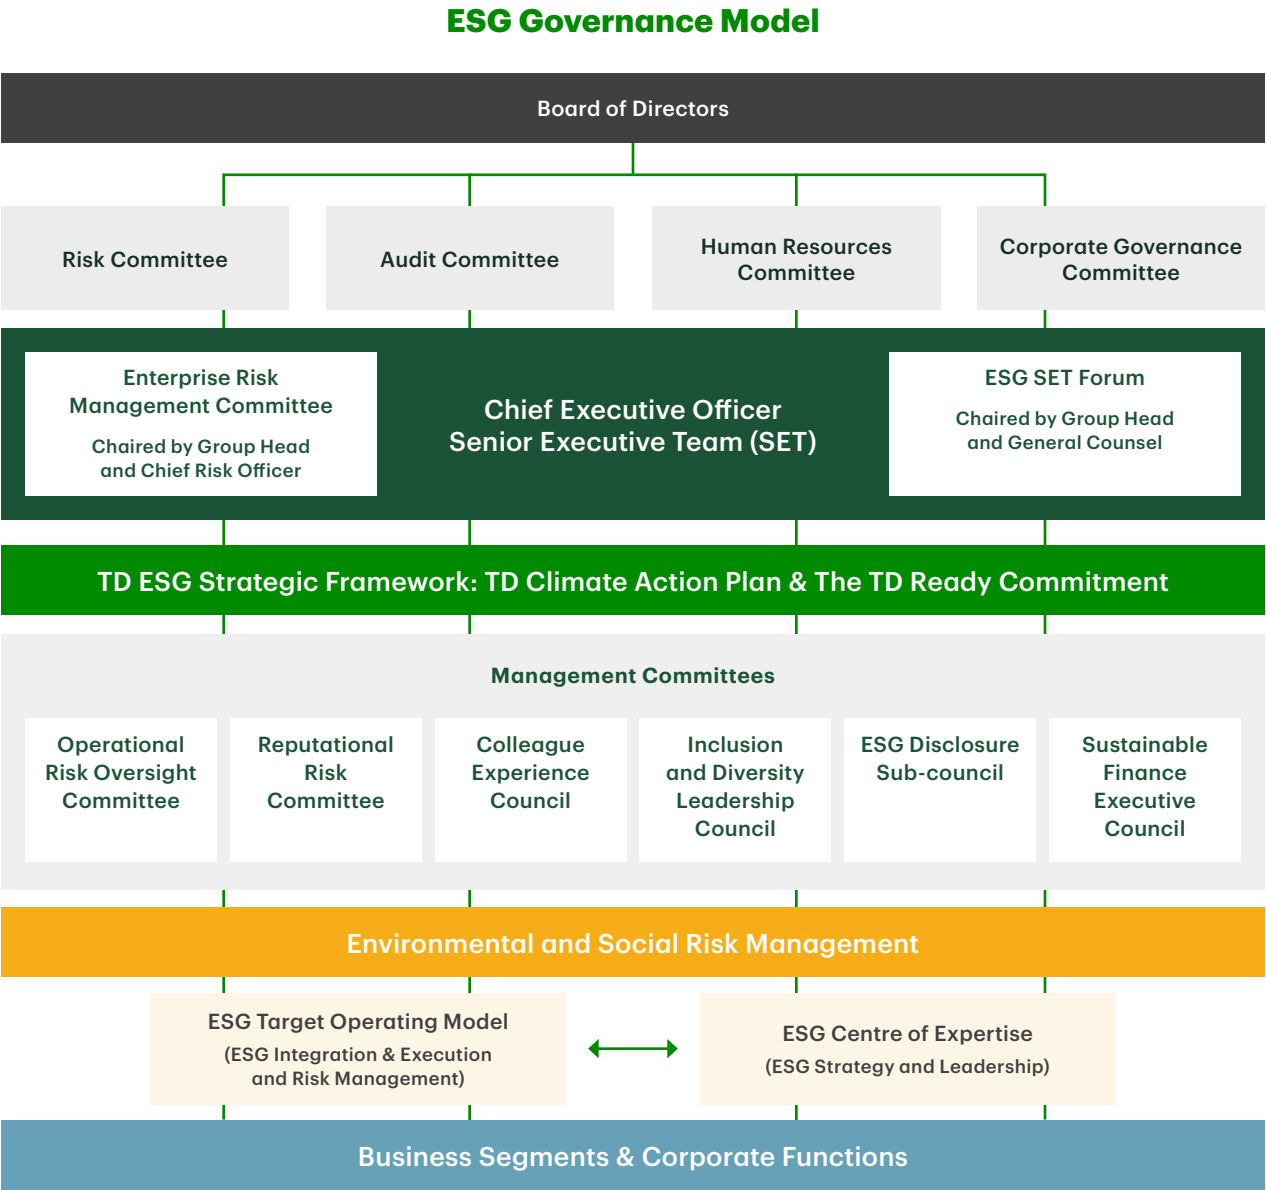 ESG Governance Model
Board of Directors
Risk Committee
Audit Committee
Human Resources
Committee
Corporate Governance
Committee
Enterprise Risk
Management Committee
Chaired by Group Head
and Chief Risk Officer
Chief Executive Officer
Senior Executive Team (SET)
ESG SET Forum
Chaired by Group Head
and General Counsel
TD ESG Strategic Framework: TD Climate Action Plan & The TD Ready Commitment
Management Committees
Operational
Risk Oversight
Committee
Reputational
Risk
Committee
Colleague
Experience
Council
Inclusion
and Diversity
Leadership
Council
ESG Disclosure
Sub-council
Sustainable
Finance
Executive
Council
Environmental and Social Risk Management
ESG Target Operating Model
(ESG Integration & Execution
and Risk Management)
ESG Centre of Expertise
(ESG Strategy and Leadership)
Business Segments & Corporate Functions